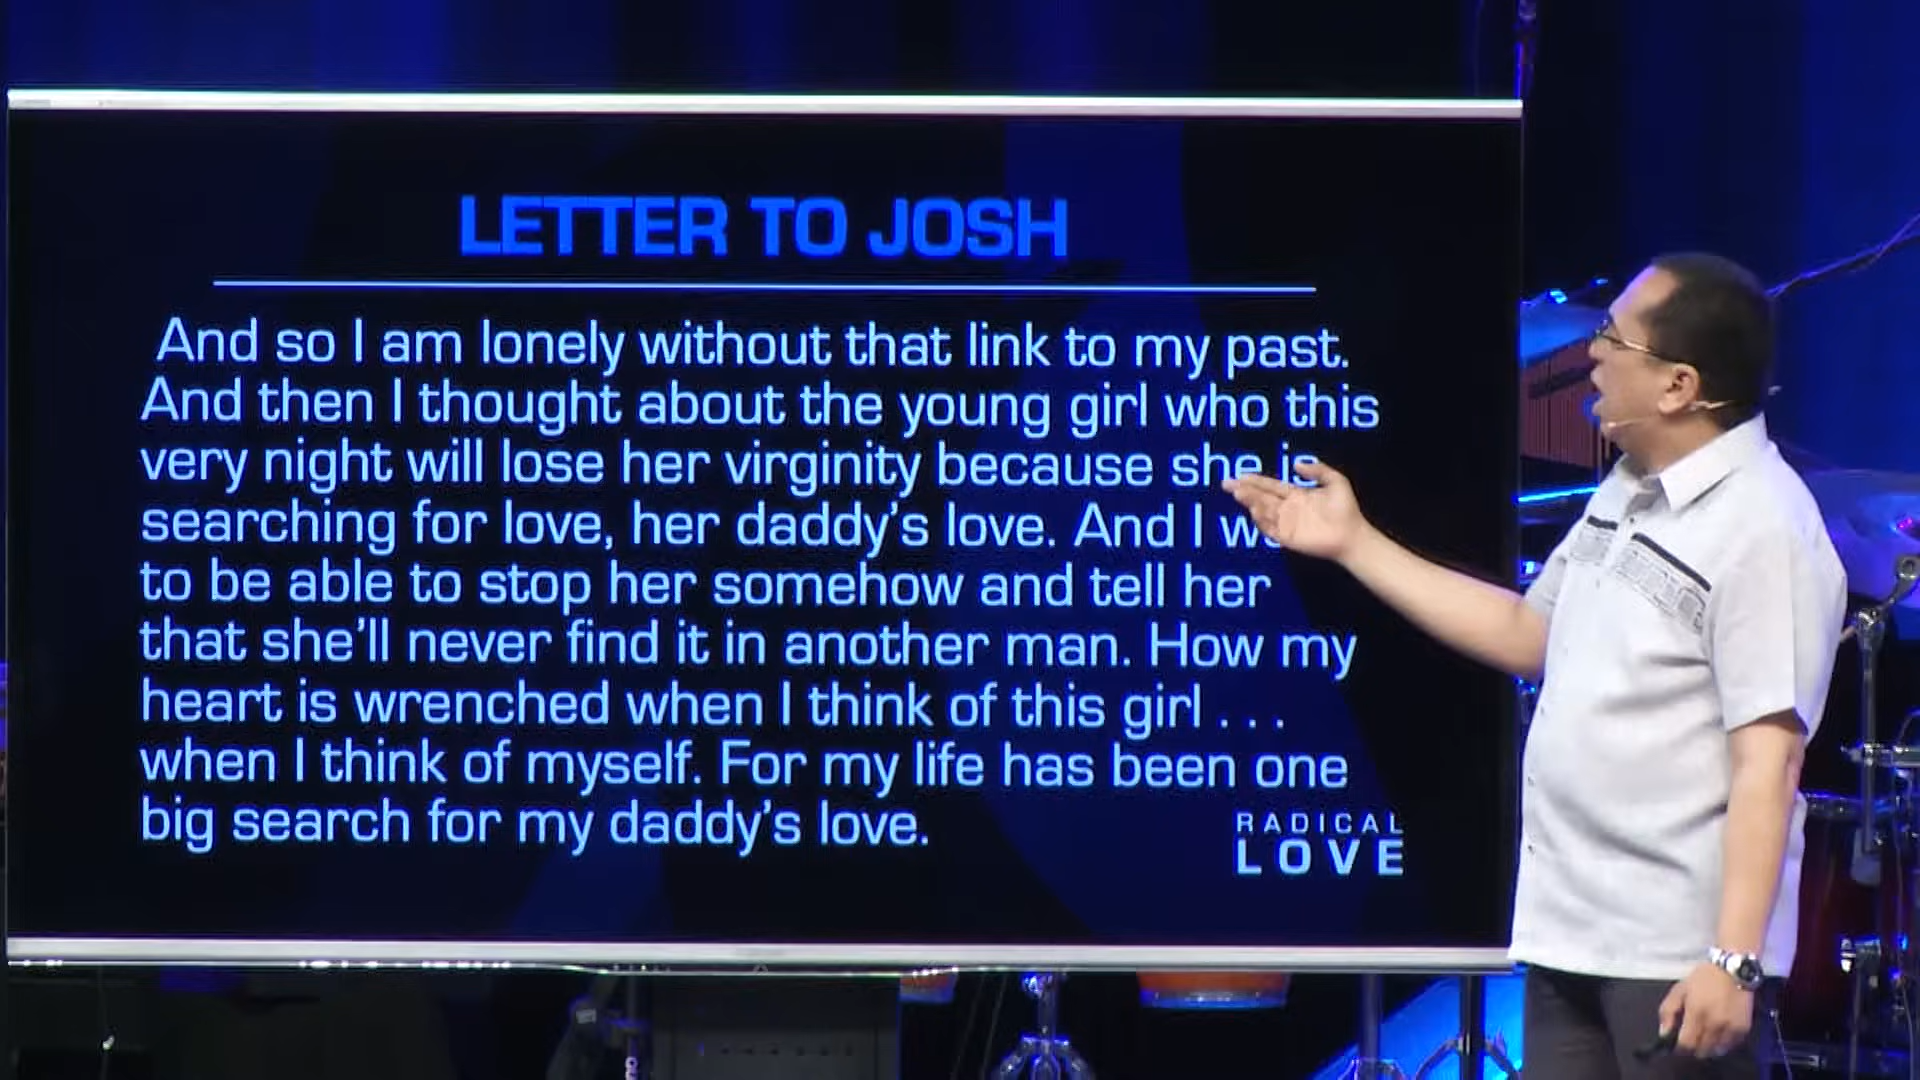 LETTER TO JOSH
And so I am lonely without that link to my past.
And then I thought about the young girl who this
very night will lose her virginity because she is
searching for love, her daddy's love. And I
to be able to stop her somehow and tell her
that she'll never find it in another man. How my
heart is wrenched when I think of this girl . . .
when I think of myself. For my life has been one
big search for my daddy's love.
RADICAL
LOVE